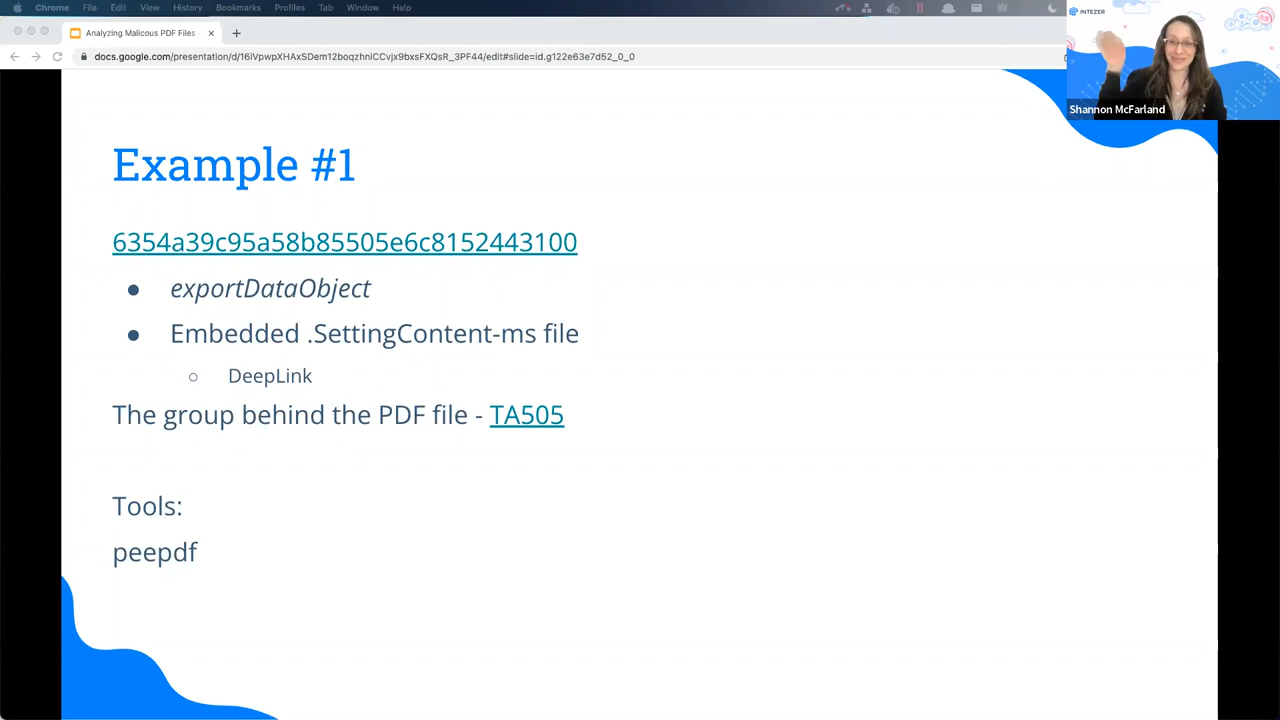 Chrome File Edit View History Bookmarks Profiles Tab Window Help
Analyzing Malicous PDF Files -
docs.google.com/presentation/d/16iVpwpXHAxSDem12boqzhniCCvjx9bxsFXQsR_3PF44/edit#slide=id.g122e63e7d52_0_0
INTEZER
Shannon McFarland
Example #1
6354a39c95a58b85505e6c8152443100
● exportDataObject
● Embedded .SettingContent-ms file
○ DeepLink
The group behind the PDF file - TA505
Tools:
peepdf